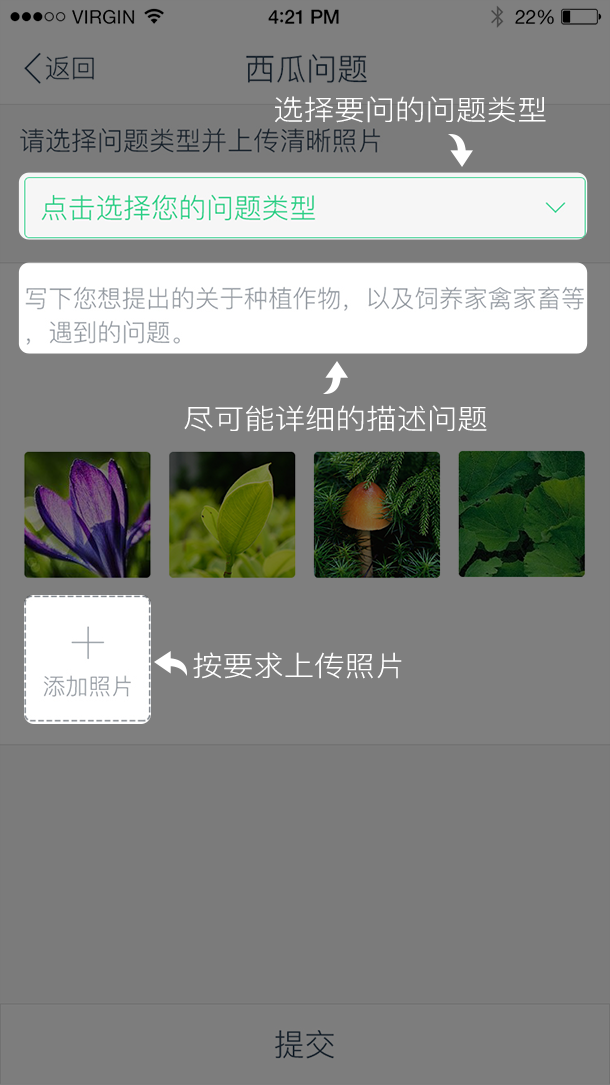 VIRGIN 4:21 PM 22%
返回 西瓜问题
选择要问的问题类型
请选择问题类型并上传清晰照片
点击选择您的问题类型
写下您想提出的关于种植作物，以及饲养家禽家畜等
，遇到的问题。
尽可能详细的描述问题
按要求上传照片
添加照片
提交